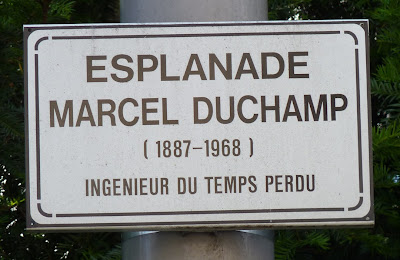 ESPLANADE
MARCEL DUCHAMP
( 1887-1968 )
INGENIEUR DU TEMPS PERDU